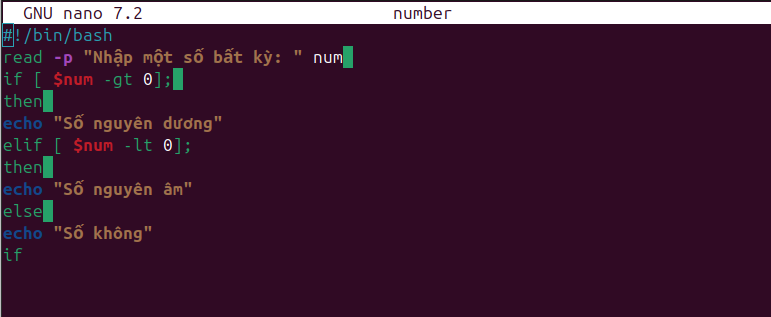 GNU nano 7.2 number
#!/bin/bash
read -p "Nhập một số bất kỳ: " num
if [ $num -gt 0];
then
echo "Số nguyên dương"
elif [ $num -lt 0];
then
echo "Số nguyên âm"
else
echo "Số không"
if